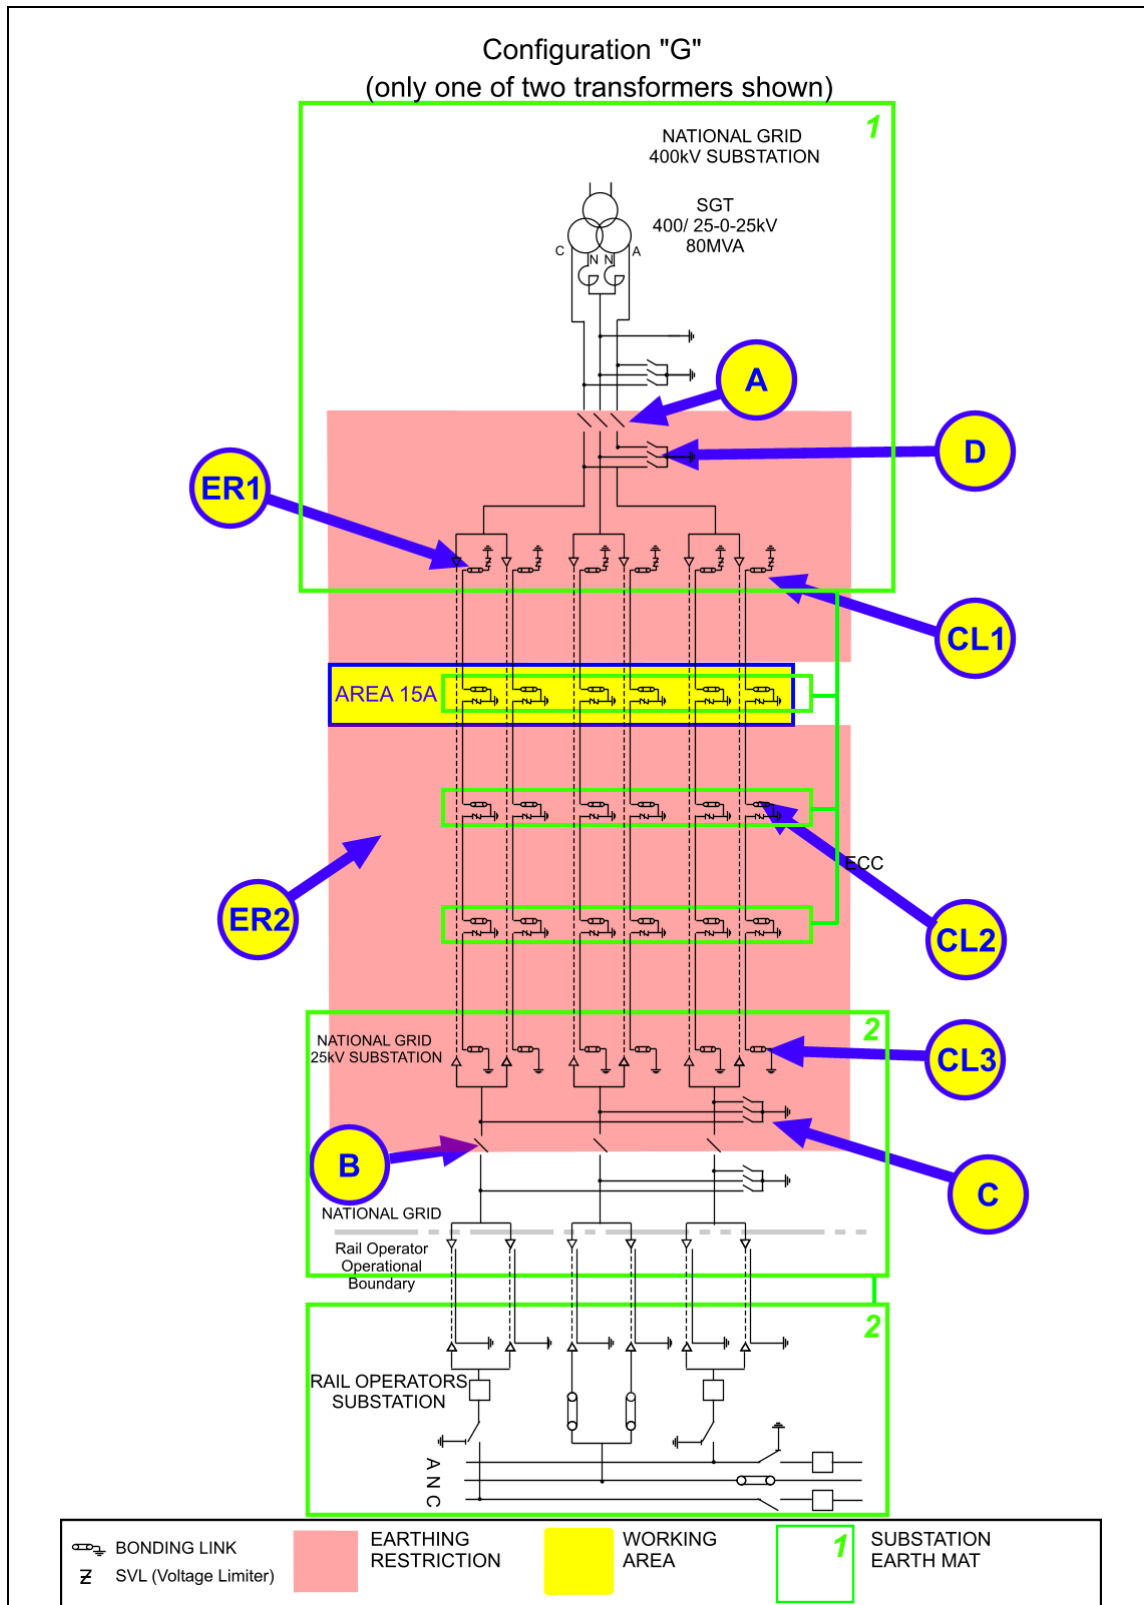 Configuration "G"
(only one of two transformers shown)
1
NATIONAL GRID
400kV SUBSTATION
SGT
400/ 25-0-25kV
80MVA
C
N N
A
A
D
ER1
CL1
AREA 15A
ECC
ER2
CL2
2
NATIONAL GRID
25kV SUBSTATION
CL3
B
C
NATIONAL GRID
Rail Operator
Operational
Boundary
2
RAIL OPERATORS
SUBSTATION
A N C
BONDING LINK
SVL (Voltage Limiter)
EARTHING
RESTRICTION
WORKING
AREA
1
SUBSTATION
EARTH MAT